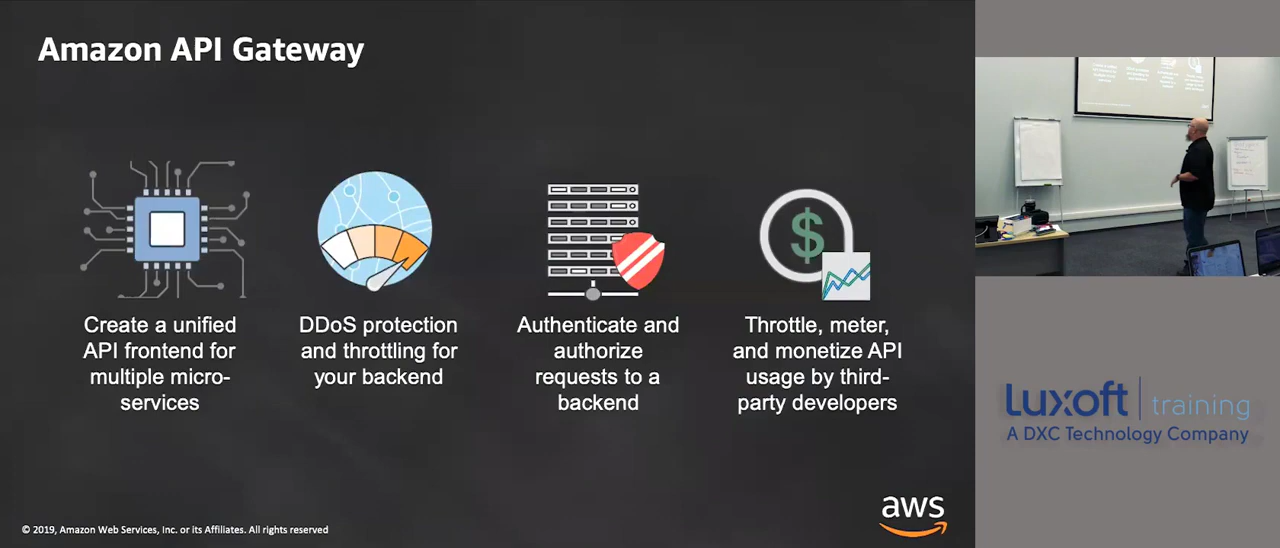 Amazon API Gateway
Create a unified
API frontend for
multiple micro-
services
DDoS protection
and throttling for
your backend
Authenticate and
authorize
requests to a
backend
Throttle, meter,
and monetize API
usage by third-
party developers
© 2019, Amazon Web Services, Inc. or its Affiliates. All rights reserved
aws
Luxoft training
A DXC Technology Company